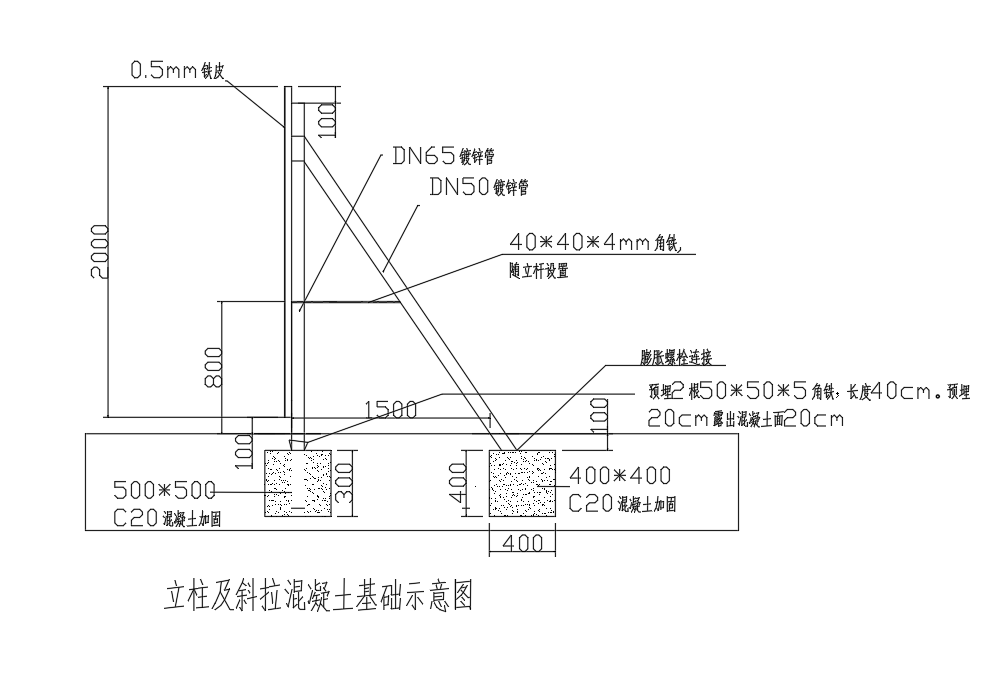 0.5mm铁皮
100
DN65镀锌管
DN50镀锌管
2000
40*40*4mm角铁,
随立杆设置
800
膨胀螺栓连接
预埋2根50*50*5角铁，长度40cm。预埋
20cm露出混凝土面20cm
1500
100
100
300
400
500*500
C20混凝土加固
400*400
C20混凝土加固
400
立柱及斜拉混凝土基础示意图